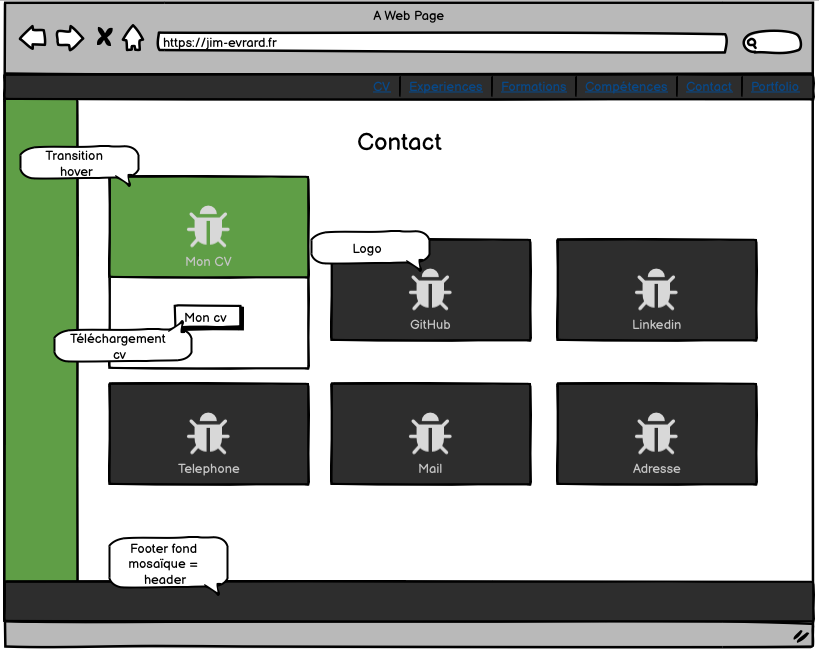 A Web Page
https://jim-evrard.fr
CV Experiences Formations Compétences Contact Portfolio
Contact
Transition
hover
Mon CV
Logo
GitHub
Linkedin
Mon cv
Téléchargement
cv
Telephone
Mail
Adresse
Footer fond
mosaïque =
header